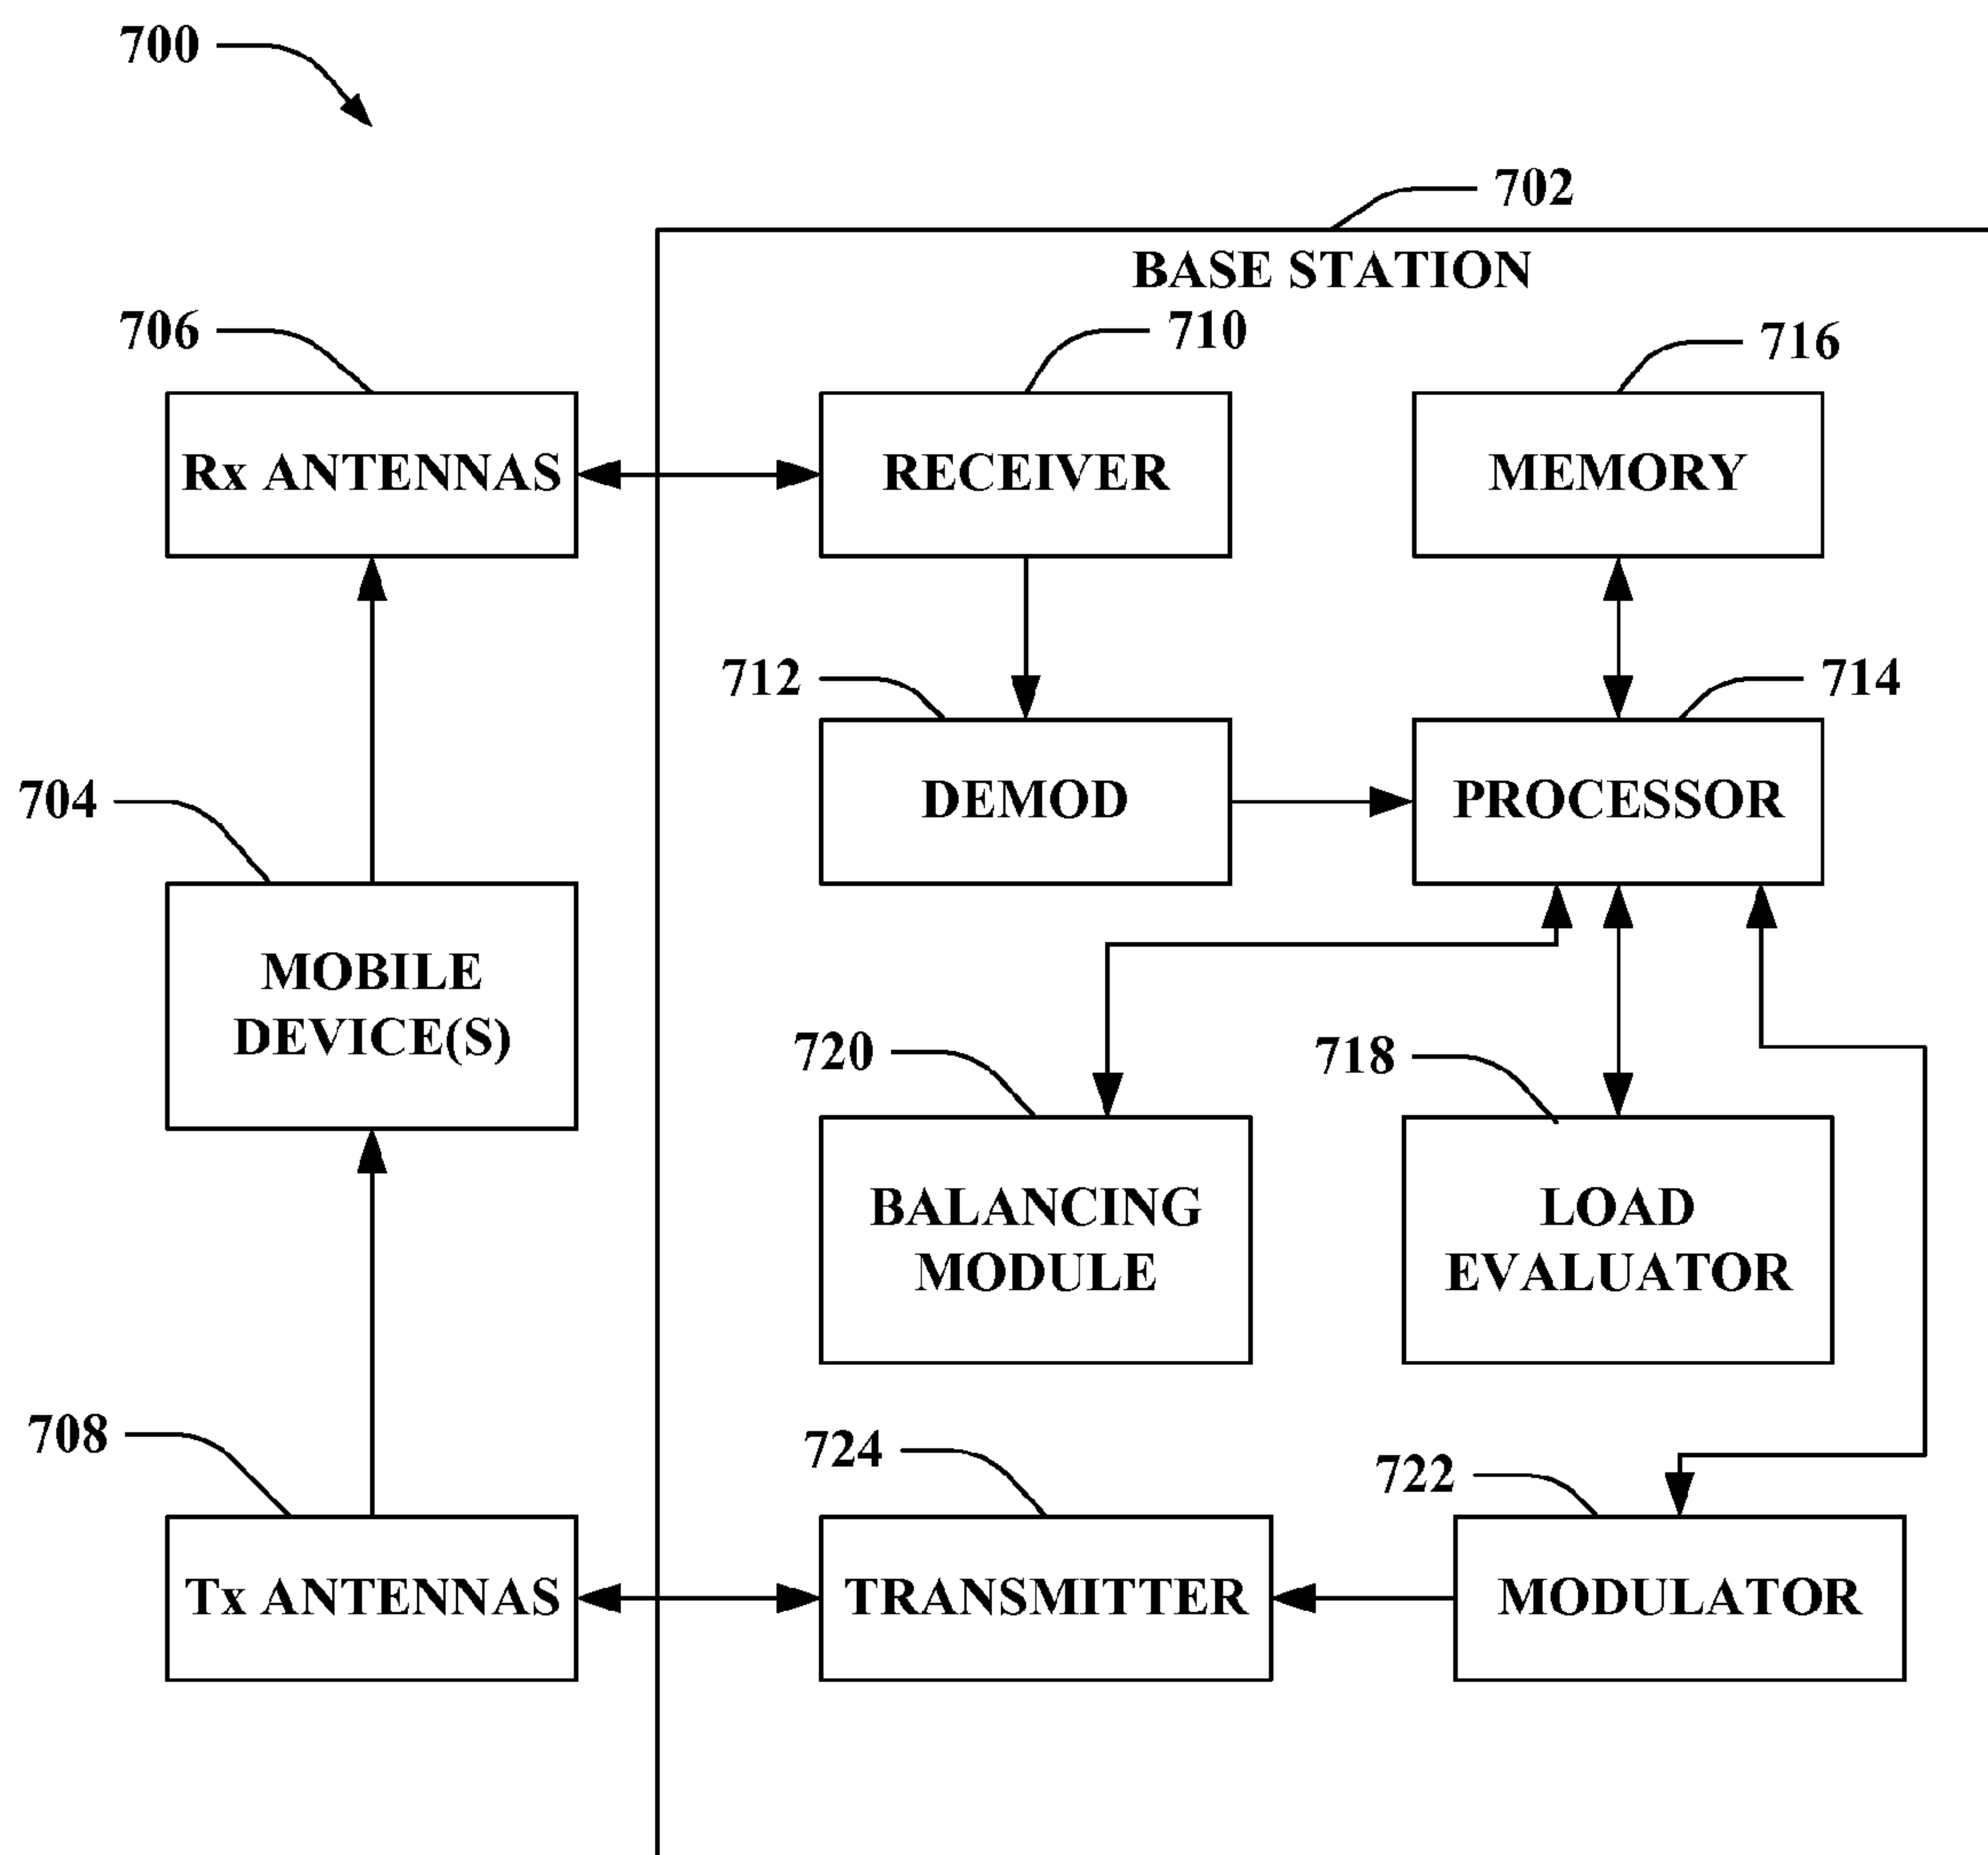 700
702
BASE STATION
706
710
716
Rx ANTENNAS
RECEIVER
MEMORY
712
714
704
DEMOD
PROCESSOR
MOBILE
DEVICE(S)
720
718
BALANCING
MODULE
LOAD
EVALUATOR
708
724
722
Tx ANTENNAS
TRANSMITTER
MODULATOR